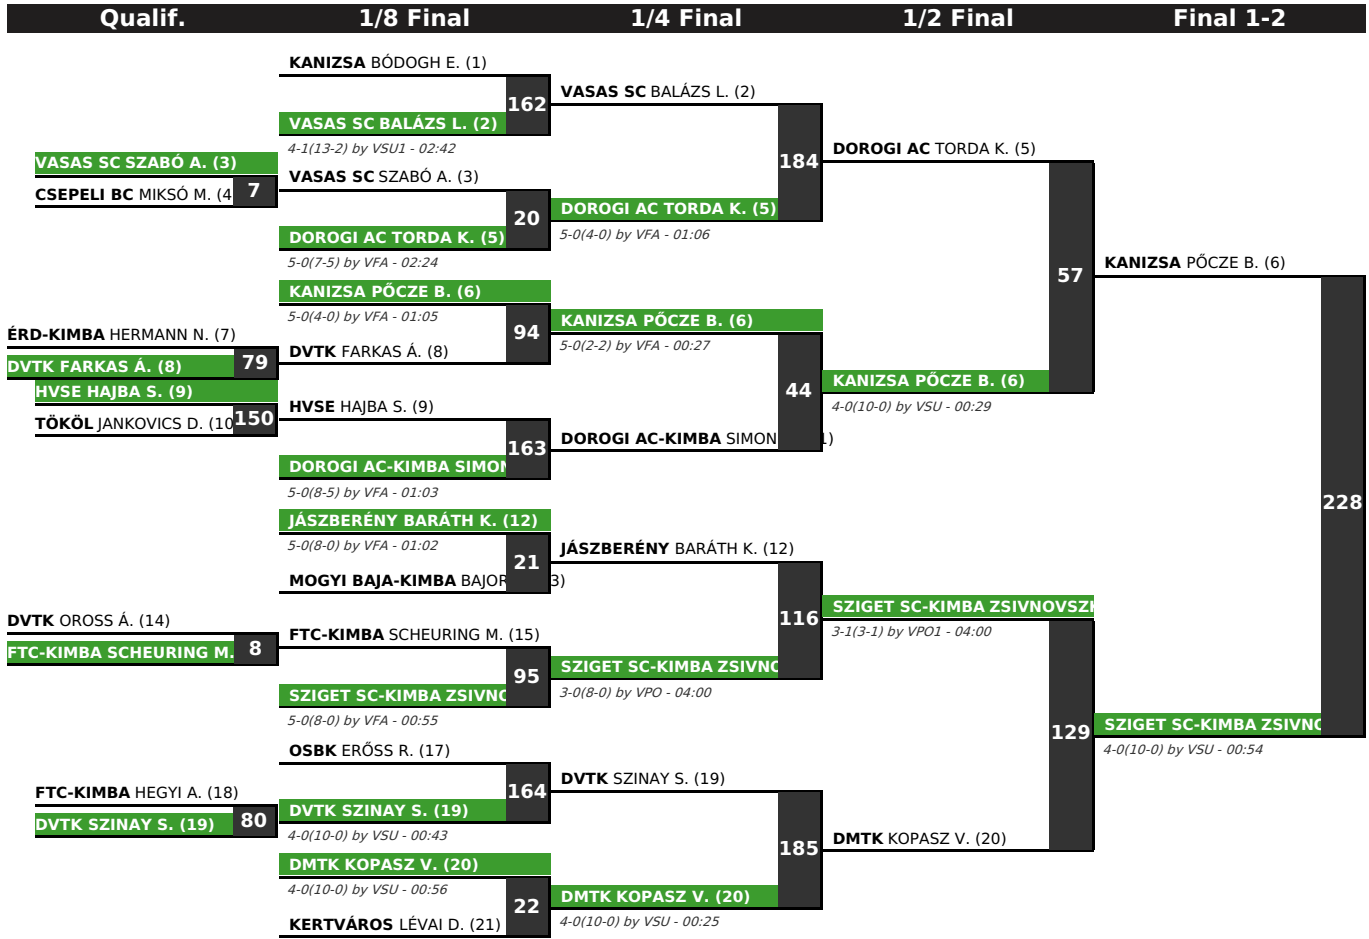 Qualif.
1/8 Final
1/4 Final
1/2 Final
Final 1-2
VASAS SC SZABÓ A. (3)
7
CSEPELI BC MIKSÓ M. (4
ÉRD-KIMBA HERMANN N. (7)
79
DVTK FARKAS Á. (8)
HVSE HAJBA S. (9)
150
TÖKÖL JANKOVICS D. (10
DVTK OROSS Á. (14)
8
FTC-KIMBA SCHEURING M.
FTC-KIMBA HEGYI A. (18)
80
DVTK SZINAY S. (19)
KANIZSA BÓDOGH E. (1)
162
VASAS SC BALÁZS L. (2)
4-1(13-2) by VSU1 - 02:42
VASAS SC SZABÓ A. (3)
20
DOROGI AC TORDA K. (5)
5-0(7-5) by VFA - 02:24
KANIZSA PŐCZE B. (6)
5-0(4-0) by VFA - 01:05
94
DVTK FARKAS Á. (8)
HVSE HAJBA S. (9)
163
DOROGI AC-KIMBA SIMON
5-0(8-5) by VFA - 01:03
JÁSZBERÉNY BARÁTH K. (12)
5-0(8-0) by VFA - 01:02
21
MOGYI BAJA-KIMBA BAJOR 3)
FTC-KIMBA SCHEURING M. (15)
95
SZIGET SC-KIMBA ZSIVNO
5-0(8-0) by VFA - 00:55
OSBK ERŐSS R. (17)
164
DVTK SZINAY S. (19)
4-0(10-0) by VSU - 00:43
DMTK KOPASZ V. (20)
4-0(10-0) by VSU - 00:56
22
KERTVÁROS LÉVAI D. (21)
VASAS SC BALÁZS L. (2)
184
DOROGI AC TORDA K. (5)
5-0(4-0) by VFA - 01:06
KANIZSA PŐCZE B. (6)
5-0(2-2) by VFA - 00:27
44
DOROGI AC-KIMBA SIMON 1)
JÁSZBERÉNY BARÁTH K. (12)
116
SZIGET SC-KIMBA ZSIVNO
3-0(8-0) by VPO - 04:00
DVTK SZINAY S. (19)
185
DMTK KOPASZ V. (20)
4-0(10-0) by VSU - 00:25
DOROGI AC TORDA K. (5)
57
KANIZSA PŐCZE B. (6)
4-0(10-0) by VSU - 00:29
SZIGET SC-KIMBA ZSIVNOVSZK
3-1(3-1) by VPO1 - 04:00
129
DMTK KOPASZ V. (20)
KANIZSA PŐCZE B. (6)
228
SZIGET SC-KIMBA ZSIVNO
4-0(10-0) by VSU - 00:54